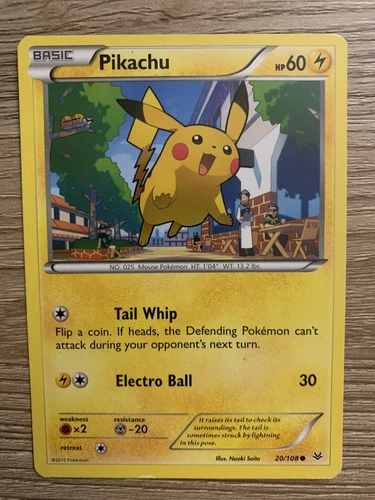 BASIC Pikachu HP60
NO. 025 Mouse Pokémon HT: 1'04" WT: 13.2 lbs.
Tail Whip
Flip a coin. If heads, the Defending Pokémon can't
attack during your opponent's next turn.
Electro Ball 30
weakness resistance
×2 -20
retreat
It raises its tail to check its
surroundings. The tail is
sometimes struck by lightning
in this pose.
©2015 Pokémon Illus. Naoki Saito 20/108